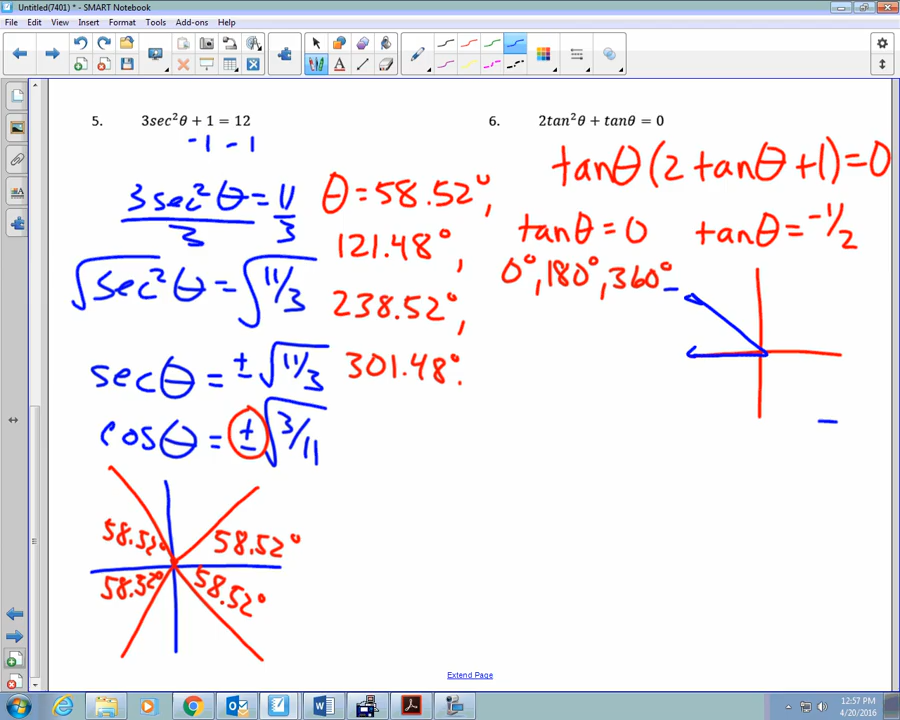 Untitled(7401) * - SMART Notebook
File Edit View Insert Format Tools Add-ons Help
5. 3sec²θ + 1 = 12
-1 -1
3sec²θ = 11
3 3
√sec²θ = √11/3
secθ = ±√11/3
cosθ = ±√3/11
58.52° 58.52°
58.52° 58.52°
θ = 58.52°,
121.48°,
238.52°,
301.48°.
6. 2tan²θ + tanθ = 0
tanθ(2tanθ+1)=0
tanθ = 0 tanθ = -1/2
0°, 180°, 360°
Extend Page
12:57 PM
4/20/2016